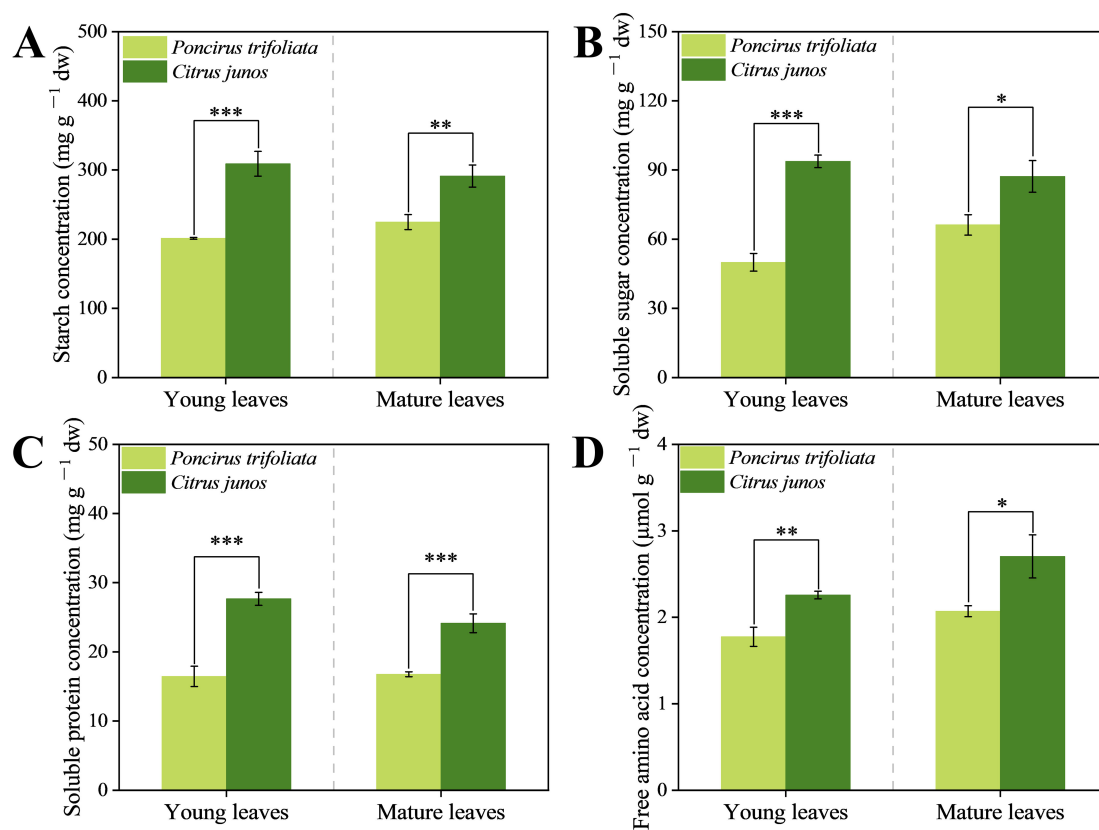 A
Starch concentration (mg g −1 dw)
500
400
300
200
100
0
Poncirus trifoliata
Citrus junos
***
**
Young leaves
Mature leaves
B
Soluble sugar concentration (mg g −1 dw)
150
120
90
60
30
0
Poncirus trifoliata
Citrus junos
***
*
Young leaves
Mature leaves
C
Soluble protein concentration (mg g −1 dw)
50
40
30
20
10
0
Poncirus trifoliata
Citrus junos
***
***
Young leaves
Mature leaves
D
Free amino acid concentration (μmol g −1 dw)
4
3
2
1
0
Poncirus trifoliata
Citrus junos
**
*
Young leaves
Mature leaves